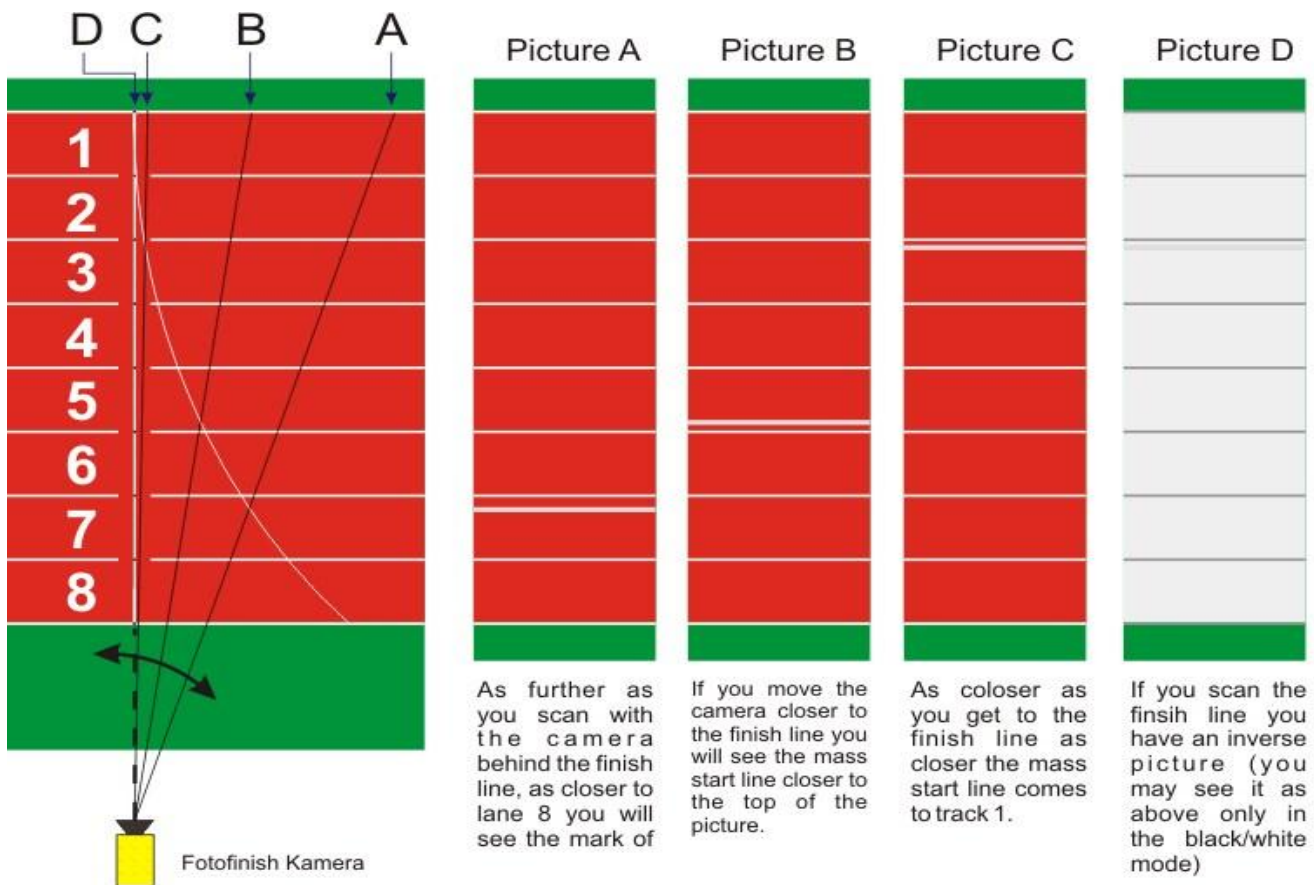 D C B A
1
2
3
4
5
6
7
8
Fotofinish Kamera
Picture A
As further as
you scan with
the camera
behind the finish
line, as closer to
lane 8 you will
see the mark of
Picture B
If you move the
camera closer to
the finish line you
will see the mass
start line closer to
the top of the
picture.
Picture C
As coloser as
you get to the
finish line as
closer the mass
start line comes
to track 1.
Picture D
If you scan the
finsih line you
have an inverse
picture (you
may see it as
above only in
the black/white
mode)